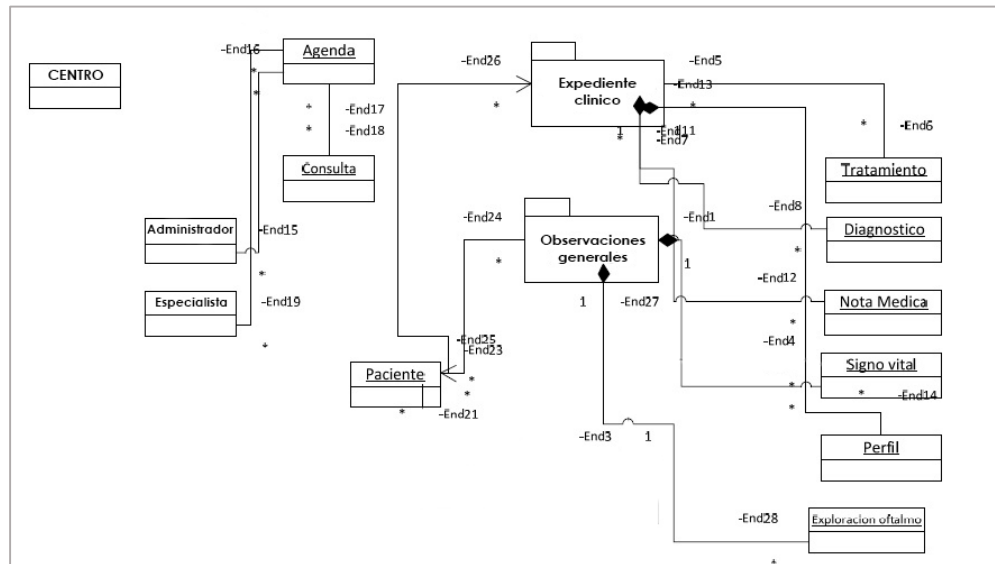 -End16
Agenda
-End26
-End5
CENTRO
*
*
Expediente
clinico
-End13
*
*
*
-End17
*
-End18
1
-End11
*
-End7
*
-End6
Consulta
Tratamiento
Administrador
-End15
-End24
*
Observaciones
generales
-End1
1
-End8
*
Diagnostico
*
Especialista
-End19
*
1
-End27
-End12
*
Nota Medica
-End25
-End23
-End4
Paciente
*
*
*
-End21
Signo vital
*
*
*
-End14
-End3
1
Perfil
-End28
*
Exploracion oftalmo